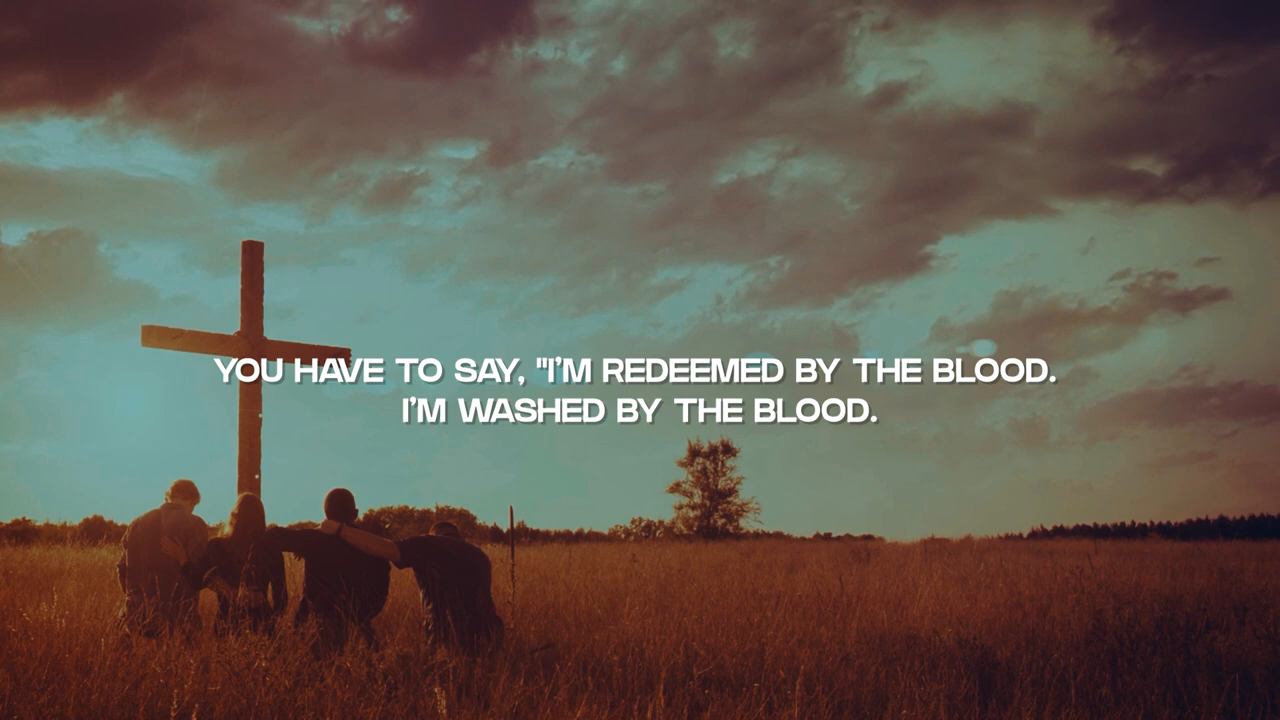 YOU HAVE TO SAY, "I'M REDEEMED BY THE BLOOD.
I'M WASHED BY THE BLOOD.